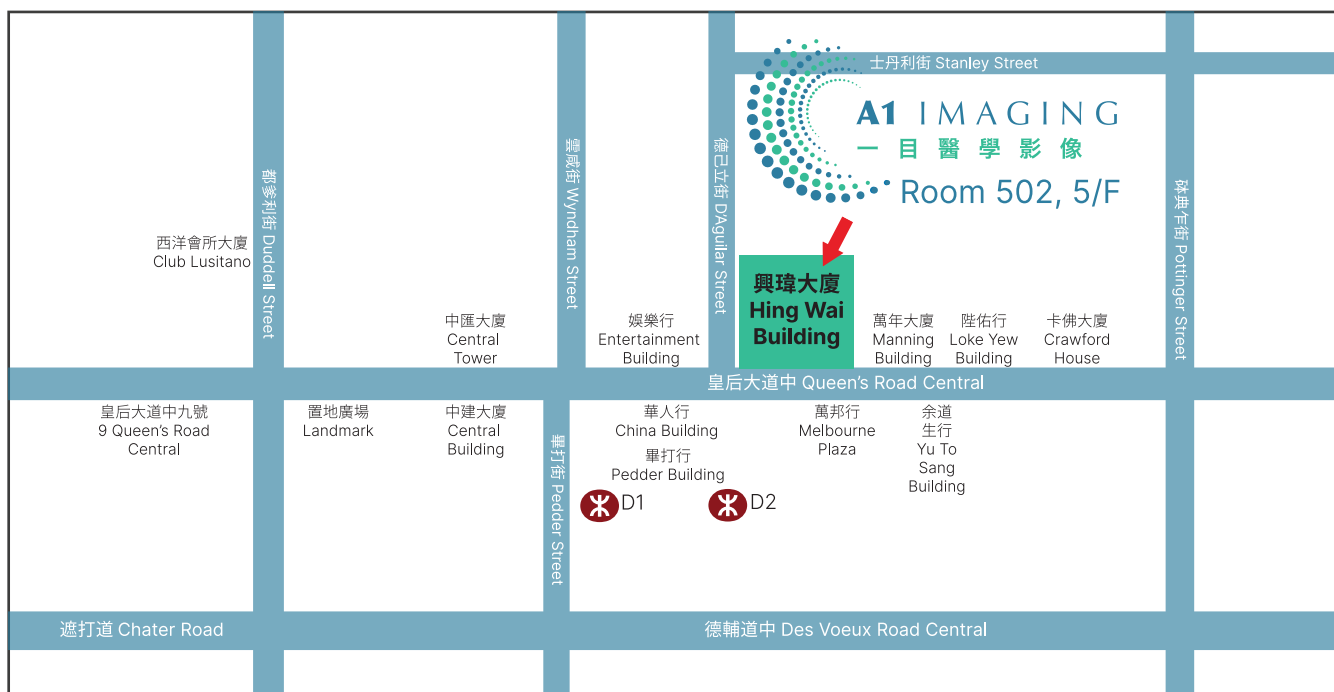 士丹利街 Stanley Street
A1 IMAGING
一目醫學影像
Room 502, 5/F
都爹利街 Duddell Street
雲咸街 Wyndham Street
德己立街 D'Aguilar Street
砵典乍街 Pottinger Street
西洋會所大廈
Club Lusitano
中匯大廈
Central
Tower
娛樂行
Entertainment
Building
興瑋大廈
Hing Wai
Building
萬年大廈
Manning
Building
陞佑行
Loke Yew
Building
卡佛大廈
Crawford
House
皇后大道中 Queen's Road Central
皇后大道中九號
9 Queen's Road
Central
置地廣場
Landmark
中建大廈
Central
Building
畢打街 Pedder Street
華人行
China Building
畢打行
Pedder Building
D1
D2
萬邦行
Melbourne
Plaza
余道
生行
Yu To
Sang
Building
遮打道 Chater Road
德輔道中 Des Voeux Road Central